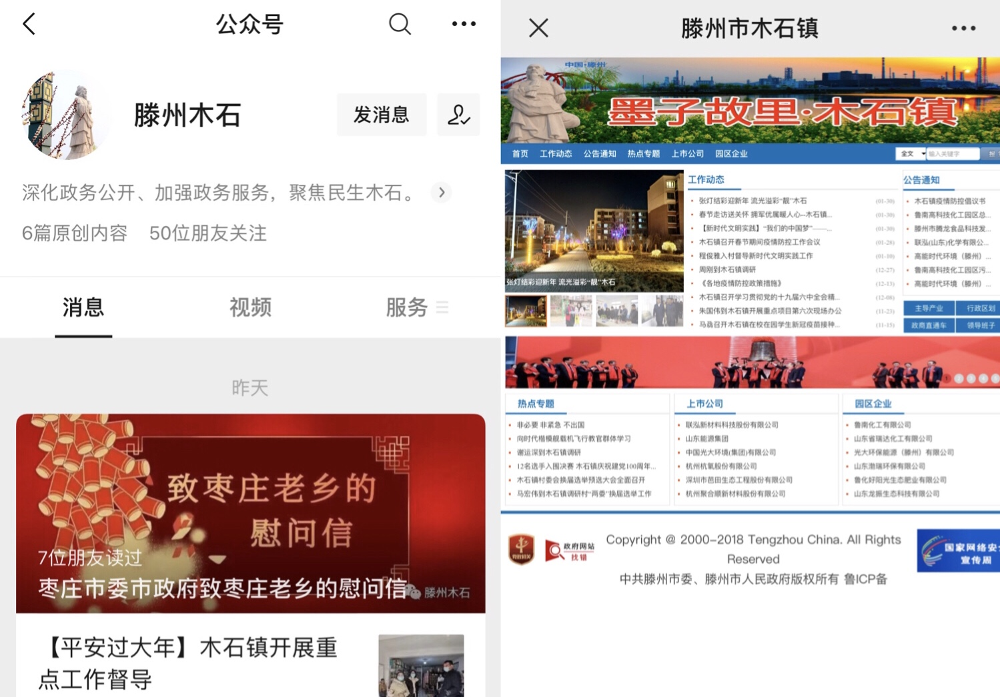 公众号
滕州木石
发消息
深化政务公开、加强政务服务，聚焦民生木石。
6篇原创内容 50位朋友关注
消息 视频 服务
昨天
致枣庄老乡的
慰问信
7位朋友读过
枣庄市委市政府致枣庄老乡的慰问信
滕州木石
【平安过大年】木石镇开展重
点工作督导
滕州市木石镇
中国·滕州
墨子故里·木石镇
首页 工作动态 公告通知 热点专题 上市公司 园区企业
全文 输入关键字 搜
张灯结彩迎新年 流光溢彩“靓”木石
工作动态
张灯结彩迎新年 流光溢彩“靓”木石 (01-30)
春节走访送关怀 拥军优属暖人心--木石镇... (01-30)
【新时代文明实践】“我们的中国梦”——... (01-30)
木石镇召开春节期间疫情防控工作会议 (01-28)
程俊雅入村督导新时代文明实践工作 (01-10)
周刚到木石镇调研 (12-27)
《各地疫情防控政策措施》 (12-13)
木石镇召开学习贯彻党的十九届六中全会精... (12-08)
朱国伟到木石镇开展重点项目第六次现场办公 (11-23)
召开木石镇在校在园学生新冠疫苗接种... (11-15)
公告通知
木石镇疫情防控倡议书
鲁南高科技化工园区总...
滕州市腾龙食品科技发...
联泓(山东)化学有限公...
高能时代环境（滕州）...
鲁南高科技化工园区污...
高能时代环境（滕州）...
主导产业 行政区划
政商直通车 领导班子
1 2 3 4 5
热点专题
非必要 非紧急 不出国
向时代楷模舰载机飞行教官群体学习
谢运深到木石镇调研
12名选手入围决赛 木石镇庆祝建党100周年...
木石镇村委会换届选举预选大会全面召开
马宏伟到木石镇调研村“两委”换届选举工作
上市公司
联泓新材料科技股份有限公司
山东能源集团
中国光大环境(集团)有限公司
杭州杭氧股份有限公司
深圳市芭田生态工程股份有限公司
杭州聚合顺新材料股份有限公司
园区企业
鲁南化工有限公司
山东省瑞达化工有限公司
光大环保能源（滕州）有限公司
山东渤瑞环保有限公司
鲁化好阳光生态肥业有限公司
山东龙振生态科技有限公司
党政机关
政府网站
找错
Copyright @ 2000-2018 Tengzhou China. All Rights
Reserved
中共滕州市委、滕州市人民政府版权所有 鲁ICP备
国家网络安
宣传周